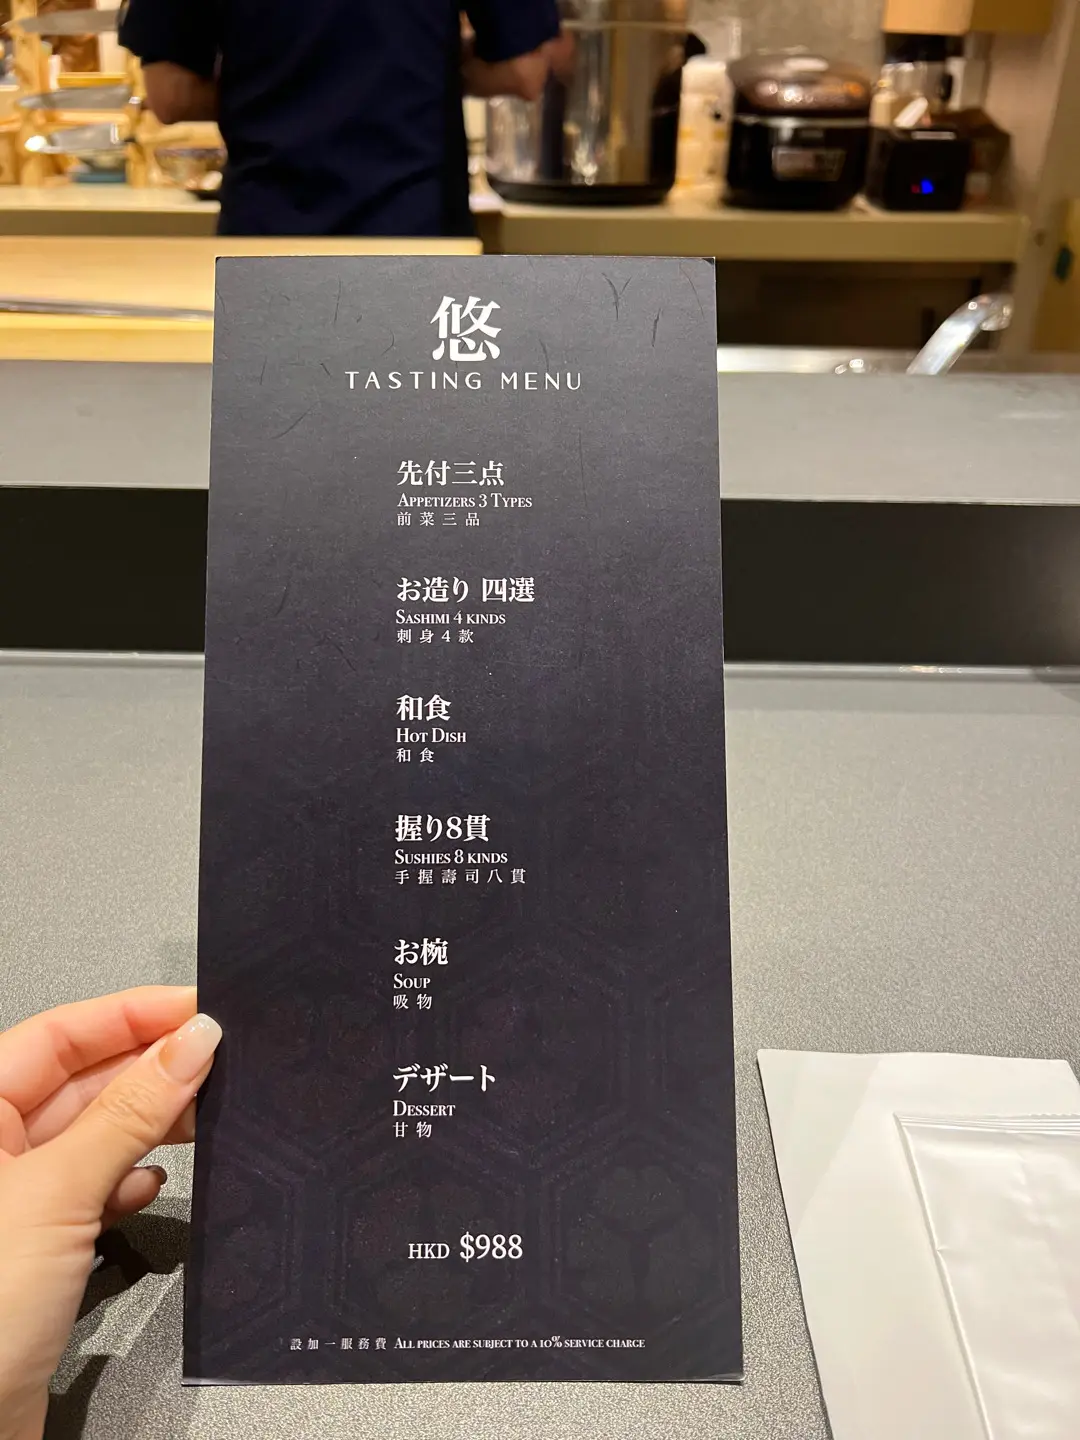 悠
TASTING MENU
先付三点
APPETIZERS 3 TYPES
前菜三品
お造り 四選
SASHIMI 4 KINDS
刺身4款
和食
HOT DISH
和食
握り8貫
SUSHIES 8 KINDS
手握壽司八貫
お椀
SOUP
吸物
デザート
DESSERT
甘物
HKD $988
設加一服務費 ALL PRICES ARE SUBJECT TO A 10% SERVICE CHARGE